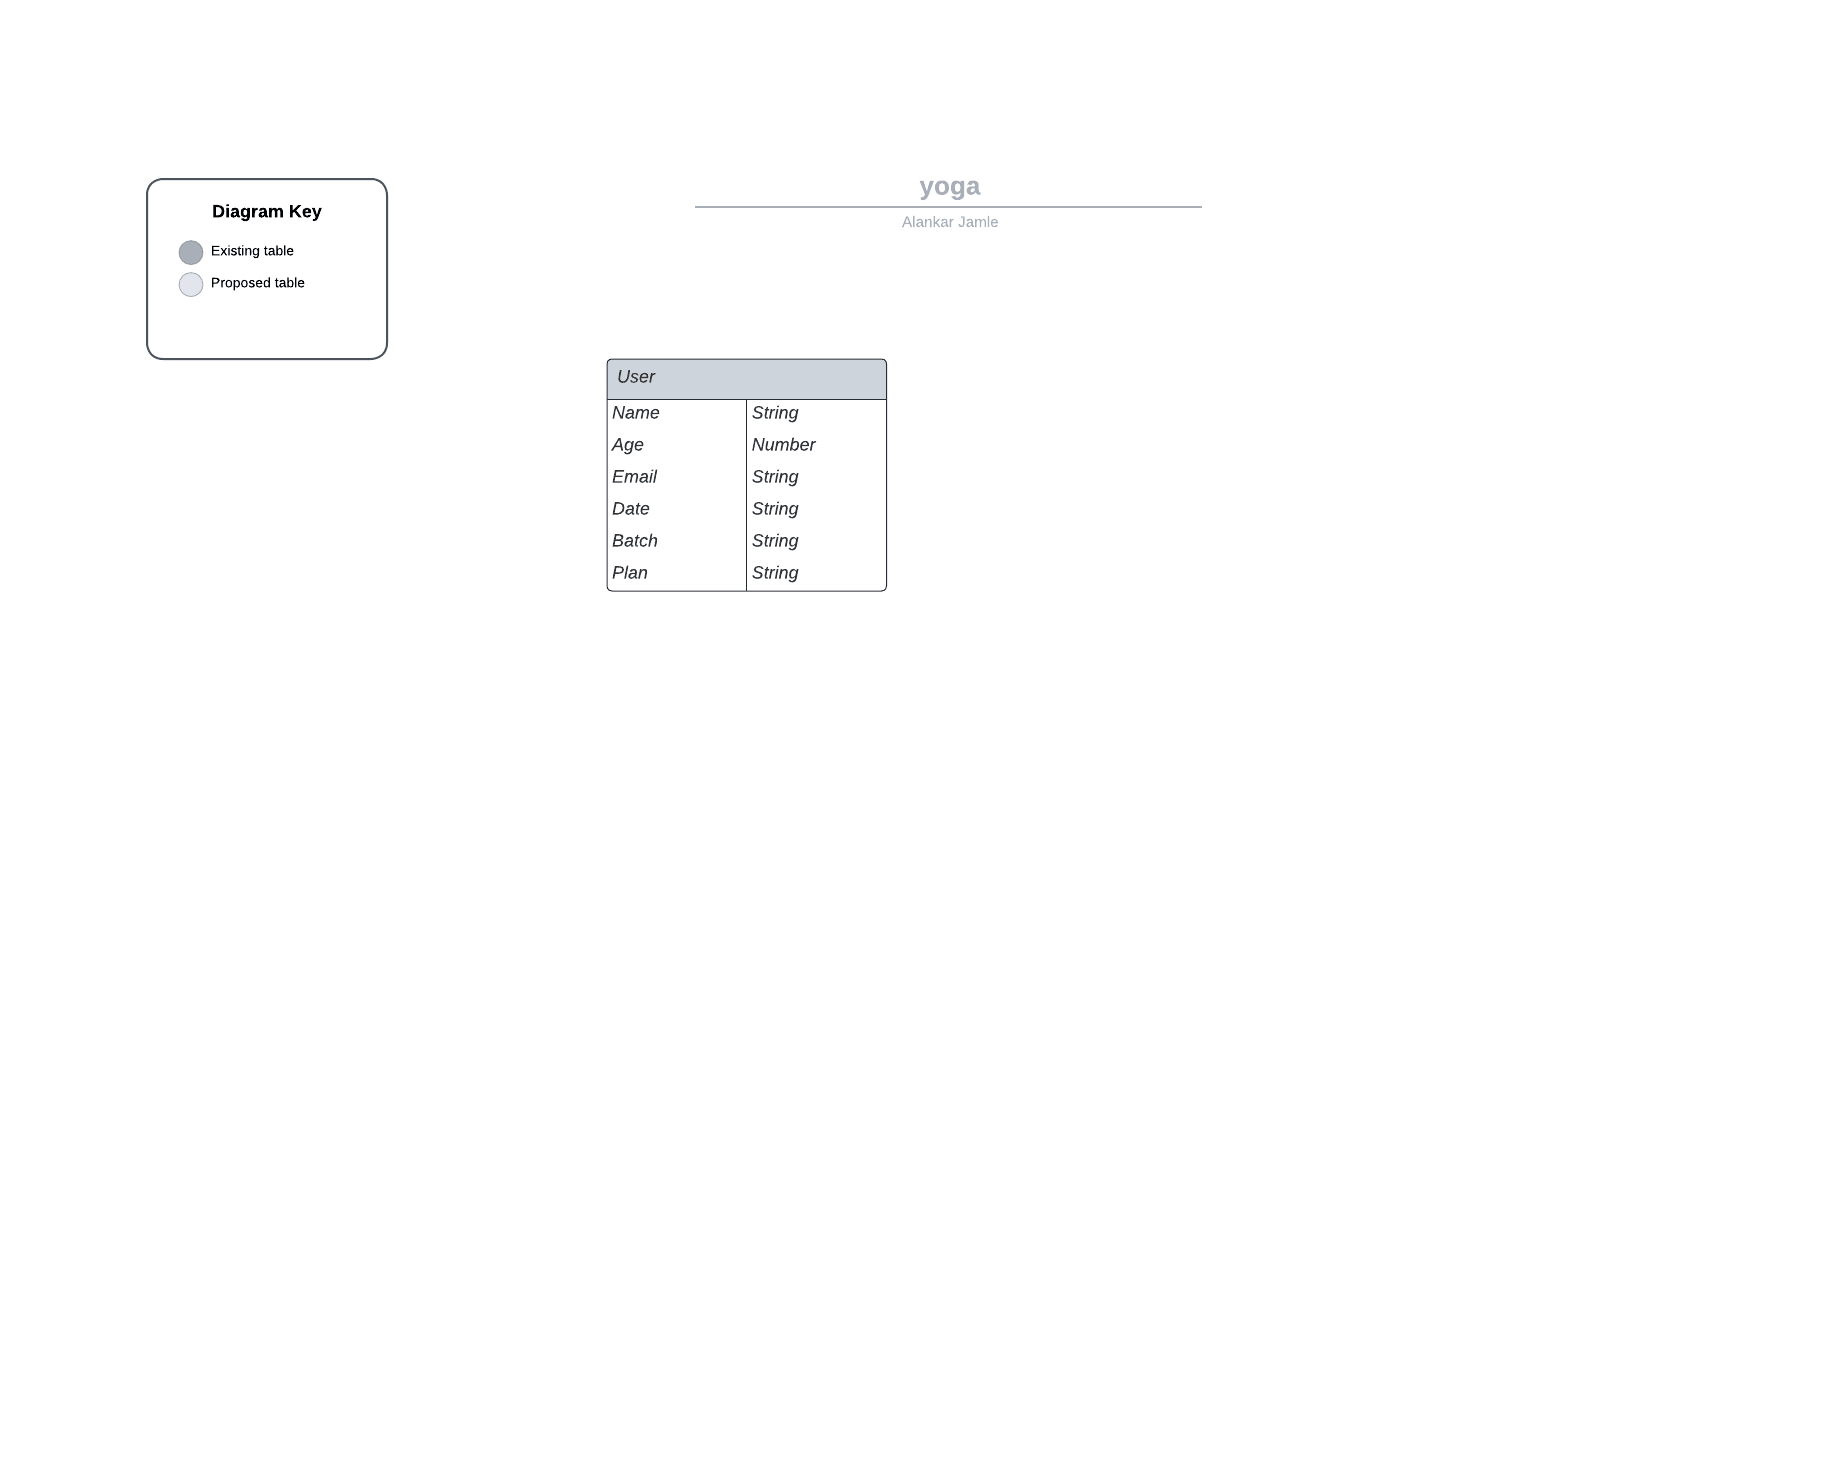 yoga
Alankar Jamle
Diagram Key
Existing table
Proposed table
User
Name String
Age Number
Email String
Date String
Batch String
Plan String